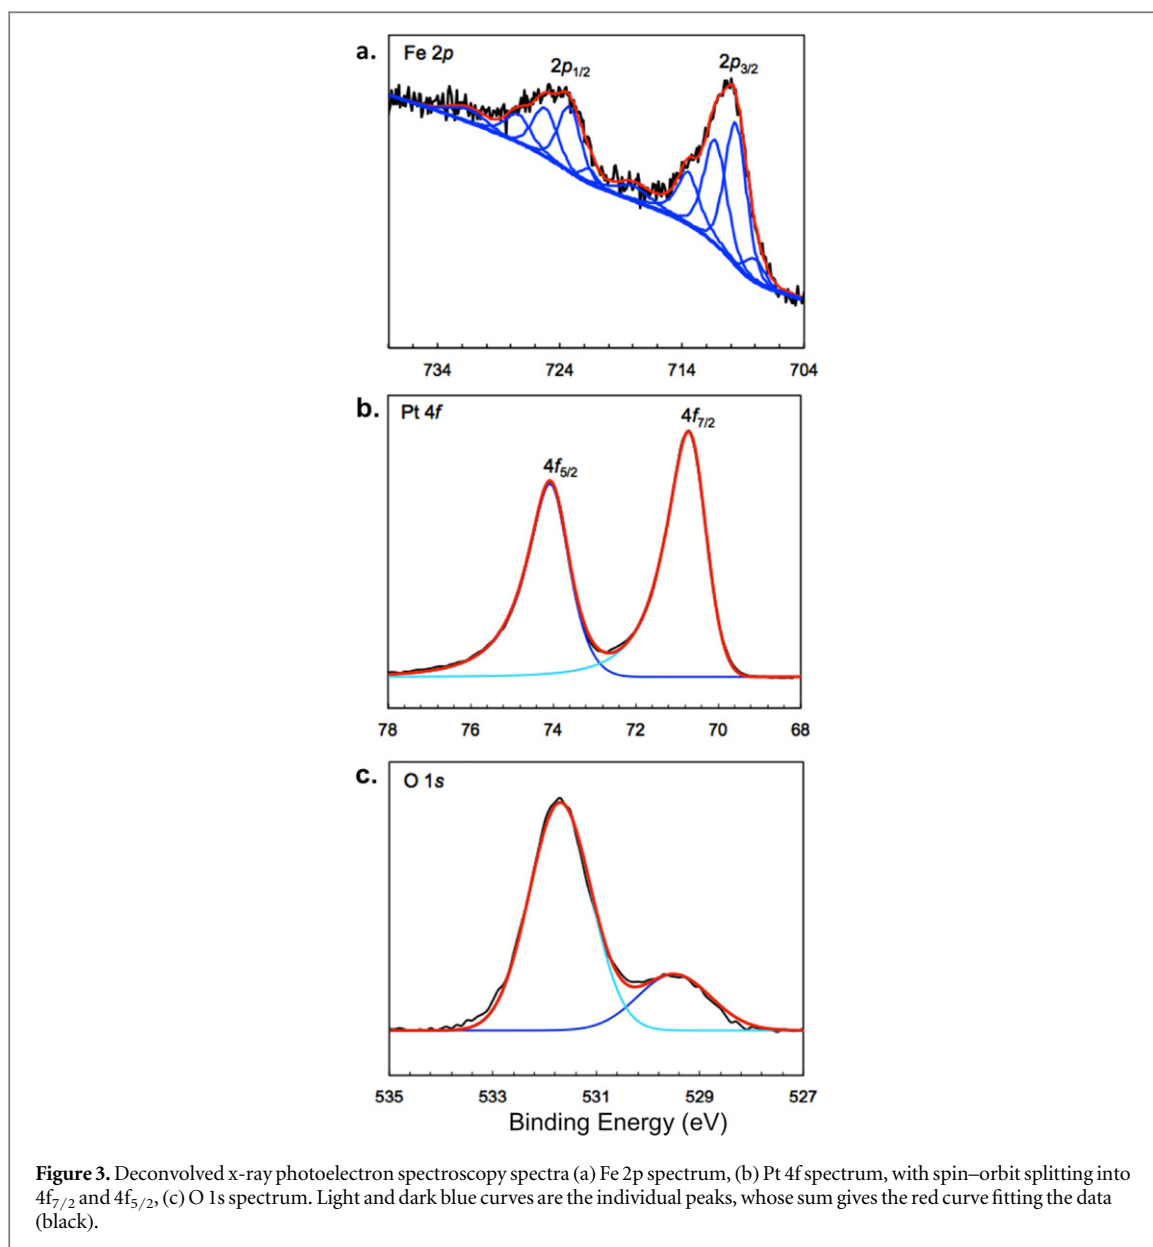 a.
Fe 2p
2p1/2
2p3/2
734 724 714 704
b.
Pt 4f
4f5/2
4f7/2
78 76 74 72 70 68
c.
O 1s
535 533 531 529 527
Binding Energy (eV)
Figure 3. Deconvolved x-ray photoelectron spectroscopy spectra (a) Fe 2p spectrum, (b) Pt 4f spectrum, with spin–orbit splitting into
4f7/2 and 4f5/2, (c) O 1s spectrum. Light and dark blue curves are the individual peaks, whose sum gives the red curve fitting the data
(black).